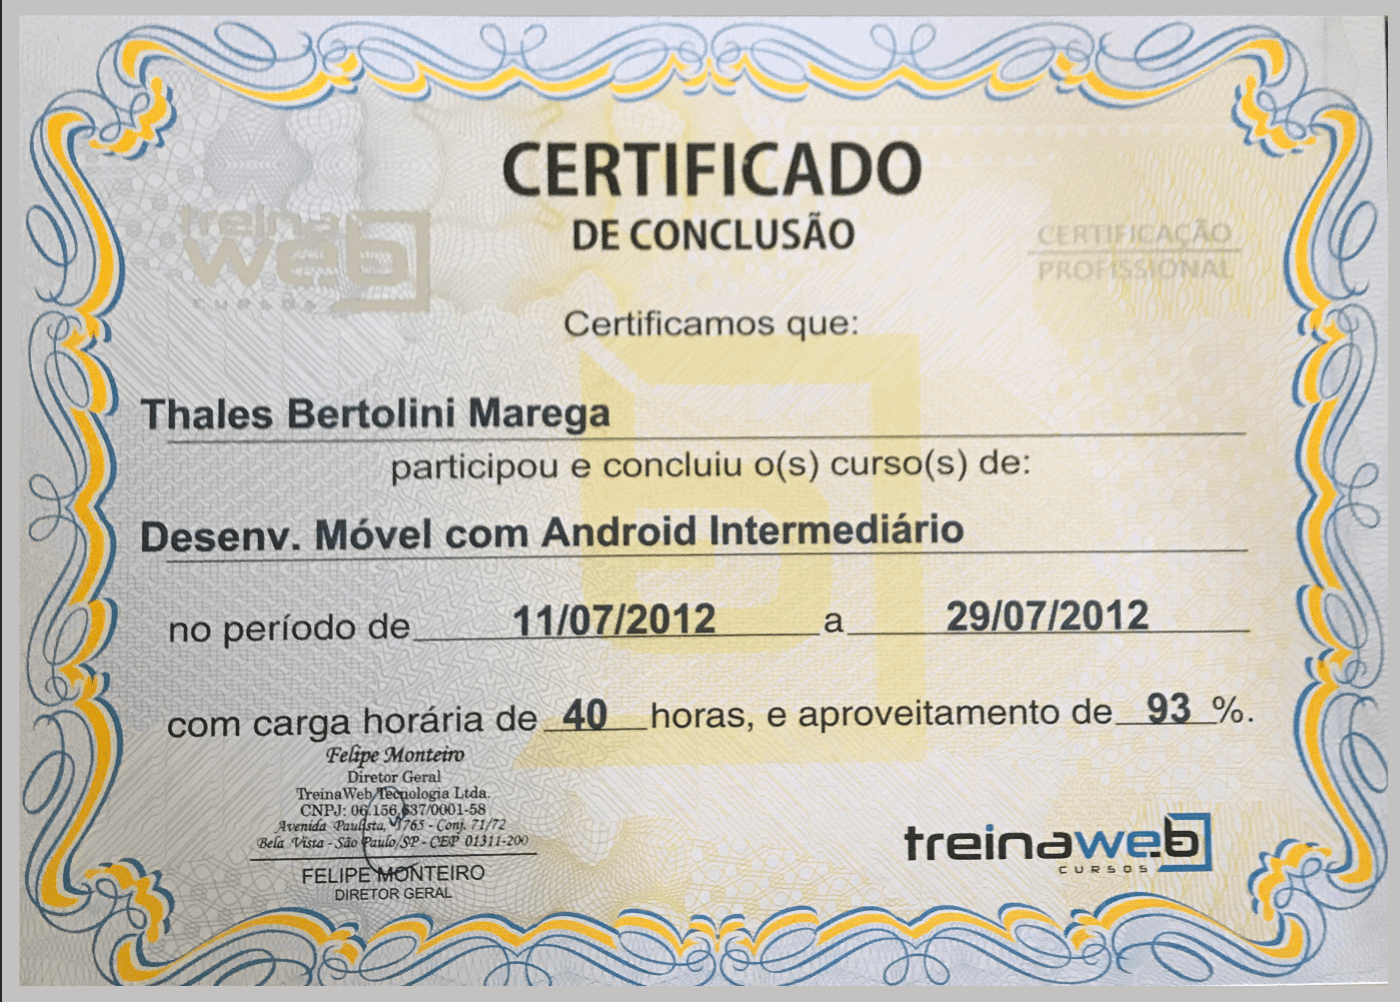 CERTIFICADO
DE CONCLUSÃO
treina
web
CURSOS
CERTIFICAÇÃO
PROFISSIONAL
Certificamos que:
Thales Bertolini Marega
participou e concluiu o(s) curso(s) de:
Desenv. Móvel com Android Intermediário
no período de 11/07/2012 a 29/07/2012
com carga horária de 40 horas, e aproveitamento de 93 %.
Felipe Monteiro
Diretor Geral
TreinaWeb Tecnologia Ltda.
CNPJ: 06.156.637/0001-58
Avenida Paulista, 1765 - Conj. 71/72
Bela Vista - São Paulo/SP - CEP 01311-200
FELIPE MONTEIRO
DIRETOR GERAL
treinaweb
CURSOS